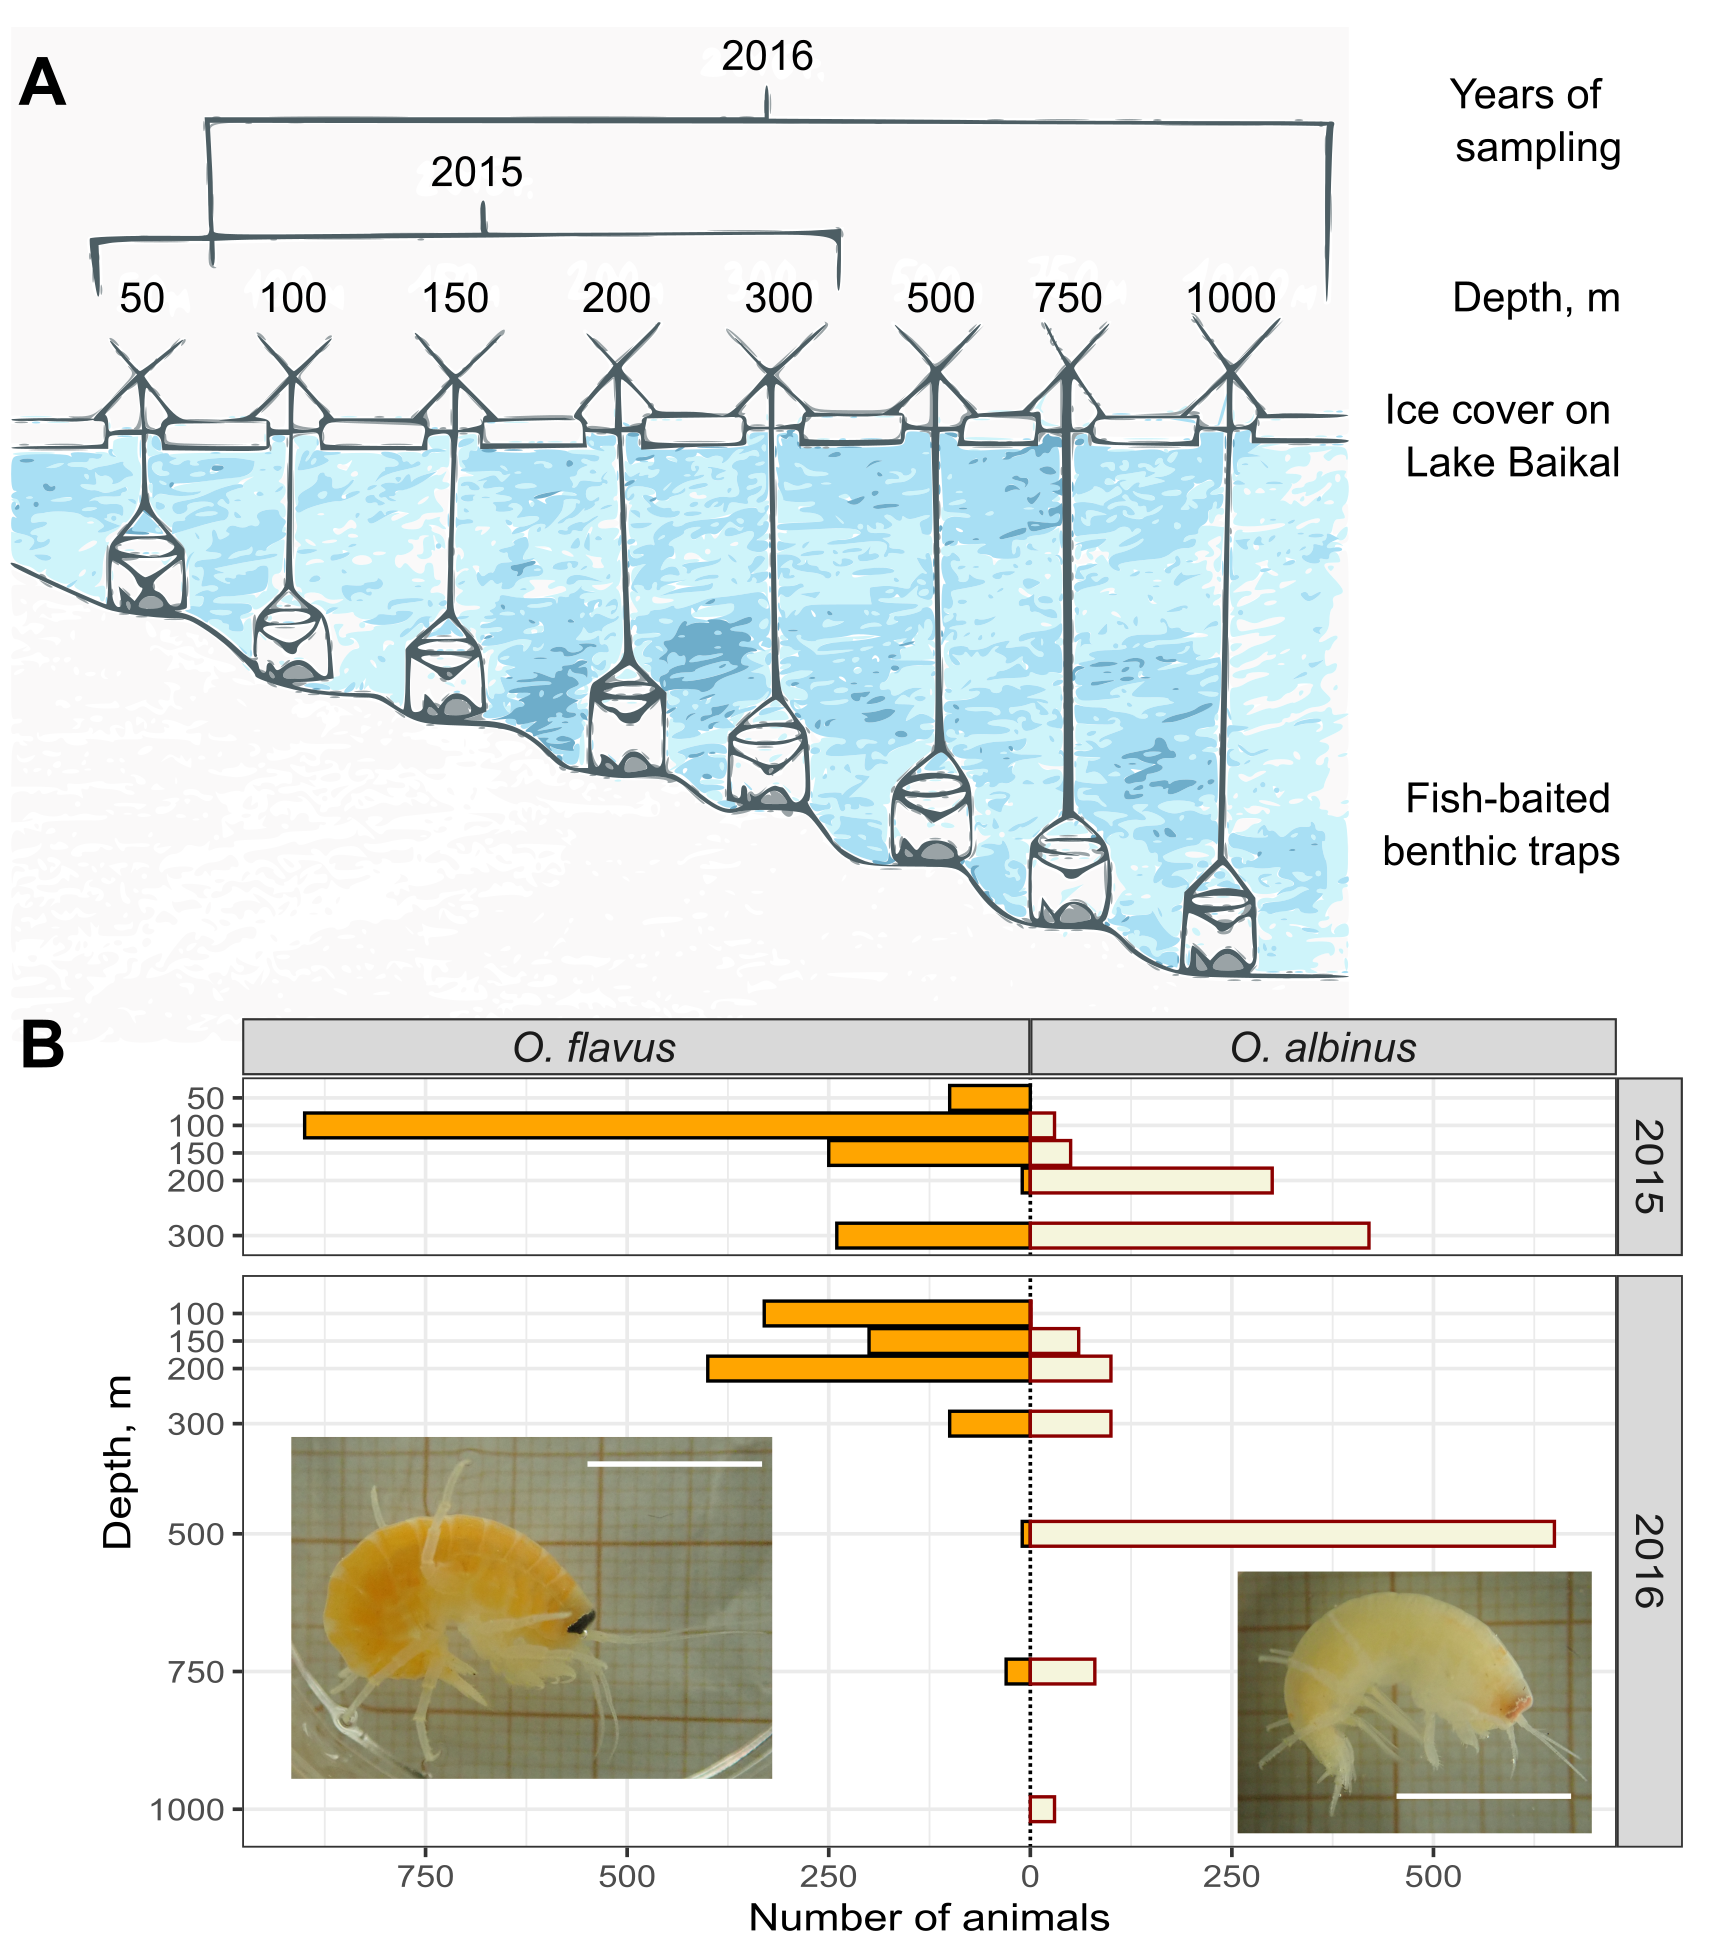 A
2016
Years of
sampling
2015
50 100 150 200 300 500 750 1000
Depth, m
Ice cover on
Lake Baikal
Fish-baited
benthic traps
B
O. flavus
O. albinus
50
100
150
200
300
2015
100
150
200
300
500
750
1000
2016
Depth, m
750 500 250 0 250 500
Number of animals